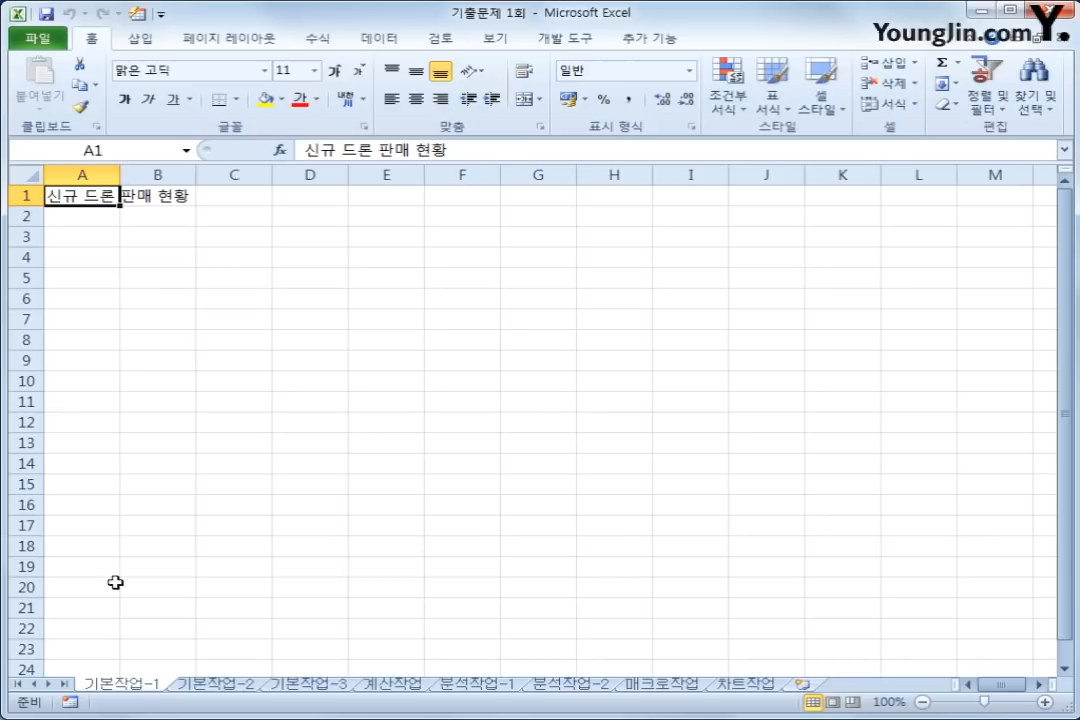 기출문제 1회 - Microsoft Excel
YoungJin.com Y.
파일 홈 삽입 페이지 레이아웃 수식 데이터 검토 보기 개발 도구 추가 기능
붙여넣기
맑은 고딕 11 가 가
가 가 가 가 내천
일반
% ,
조건부 서식
표 서식
셀 스타일
삽입
삭제
서식
Σ
정렬 및 필터
찾기 및 선택
클립보드 글꼴 맞춤 표시 형식 스타일 셀 편집
A1 fx 신규 드론 판매 현황
A B C D E F G H I J K L M
1 신규 드론 판매 현황
2
3
4
5
6
7
8
9
10
11
12
13
14
15
16
17
18
19
20
21
22
23
24
기본작업-1 기본작업-2 기본작업-3 계산작업 분석작업-1 분석작업-2 매크로작업 차트작업
준비 100%